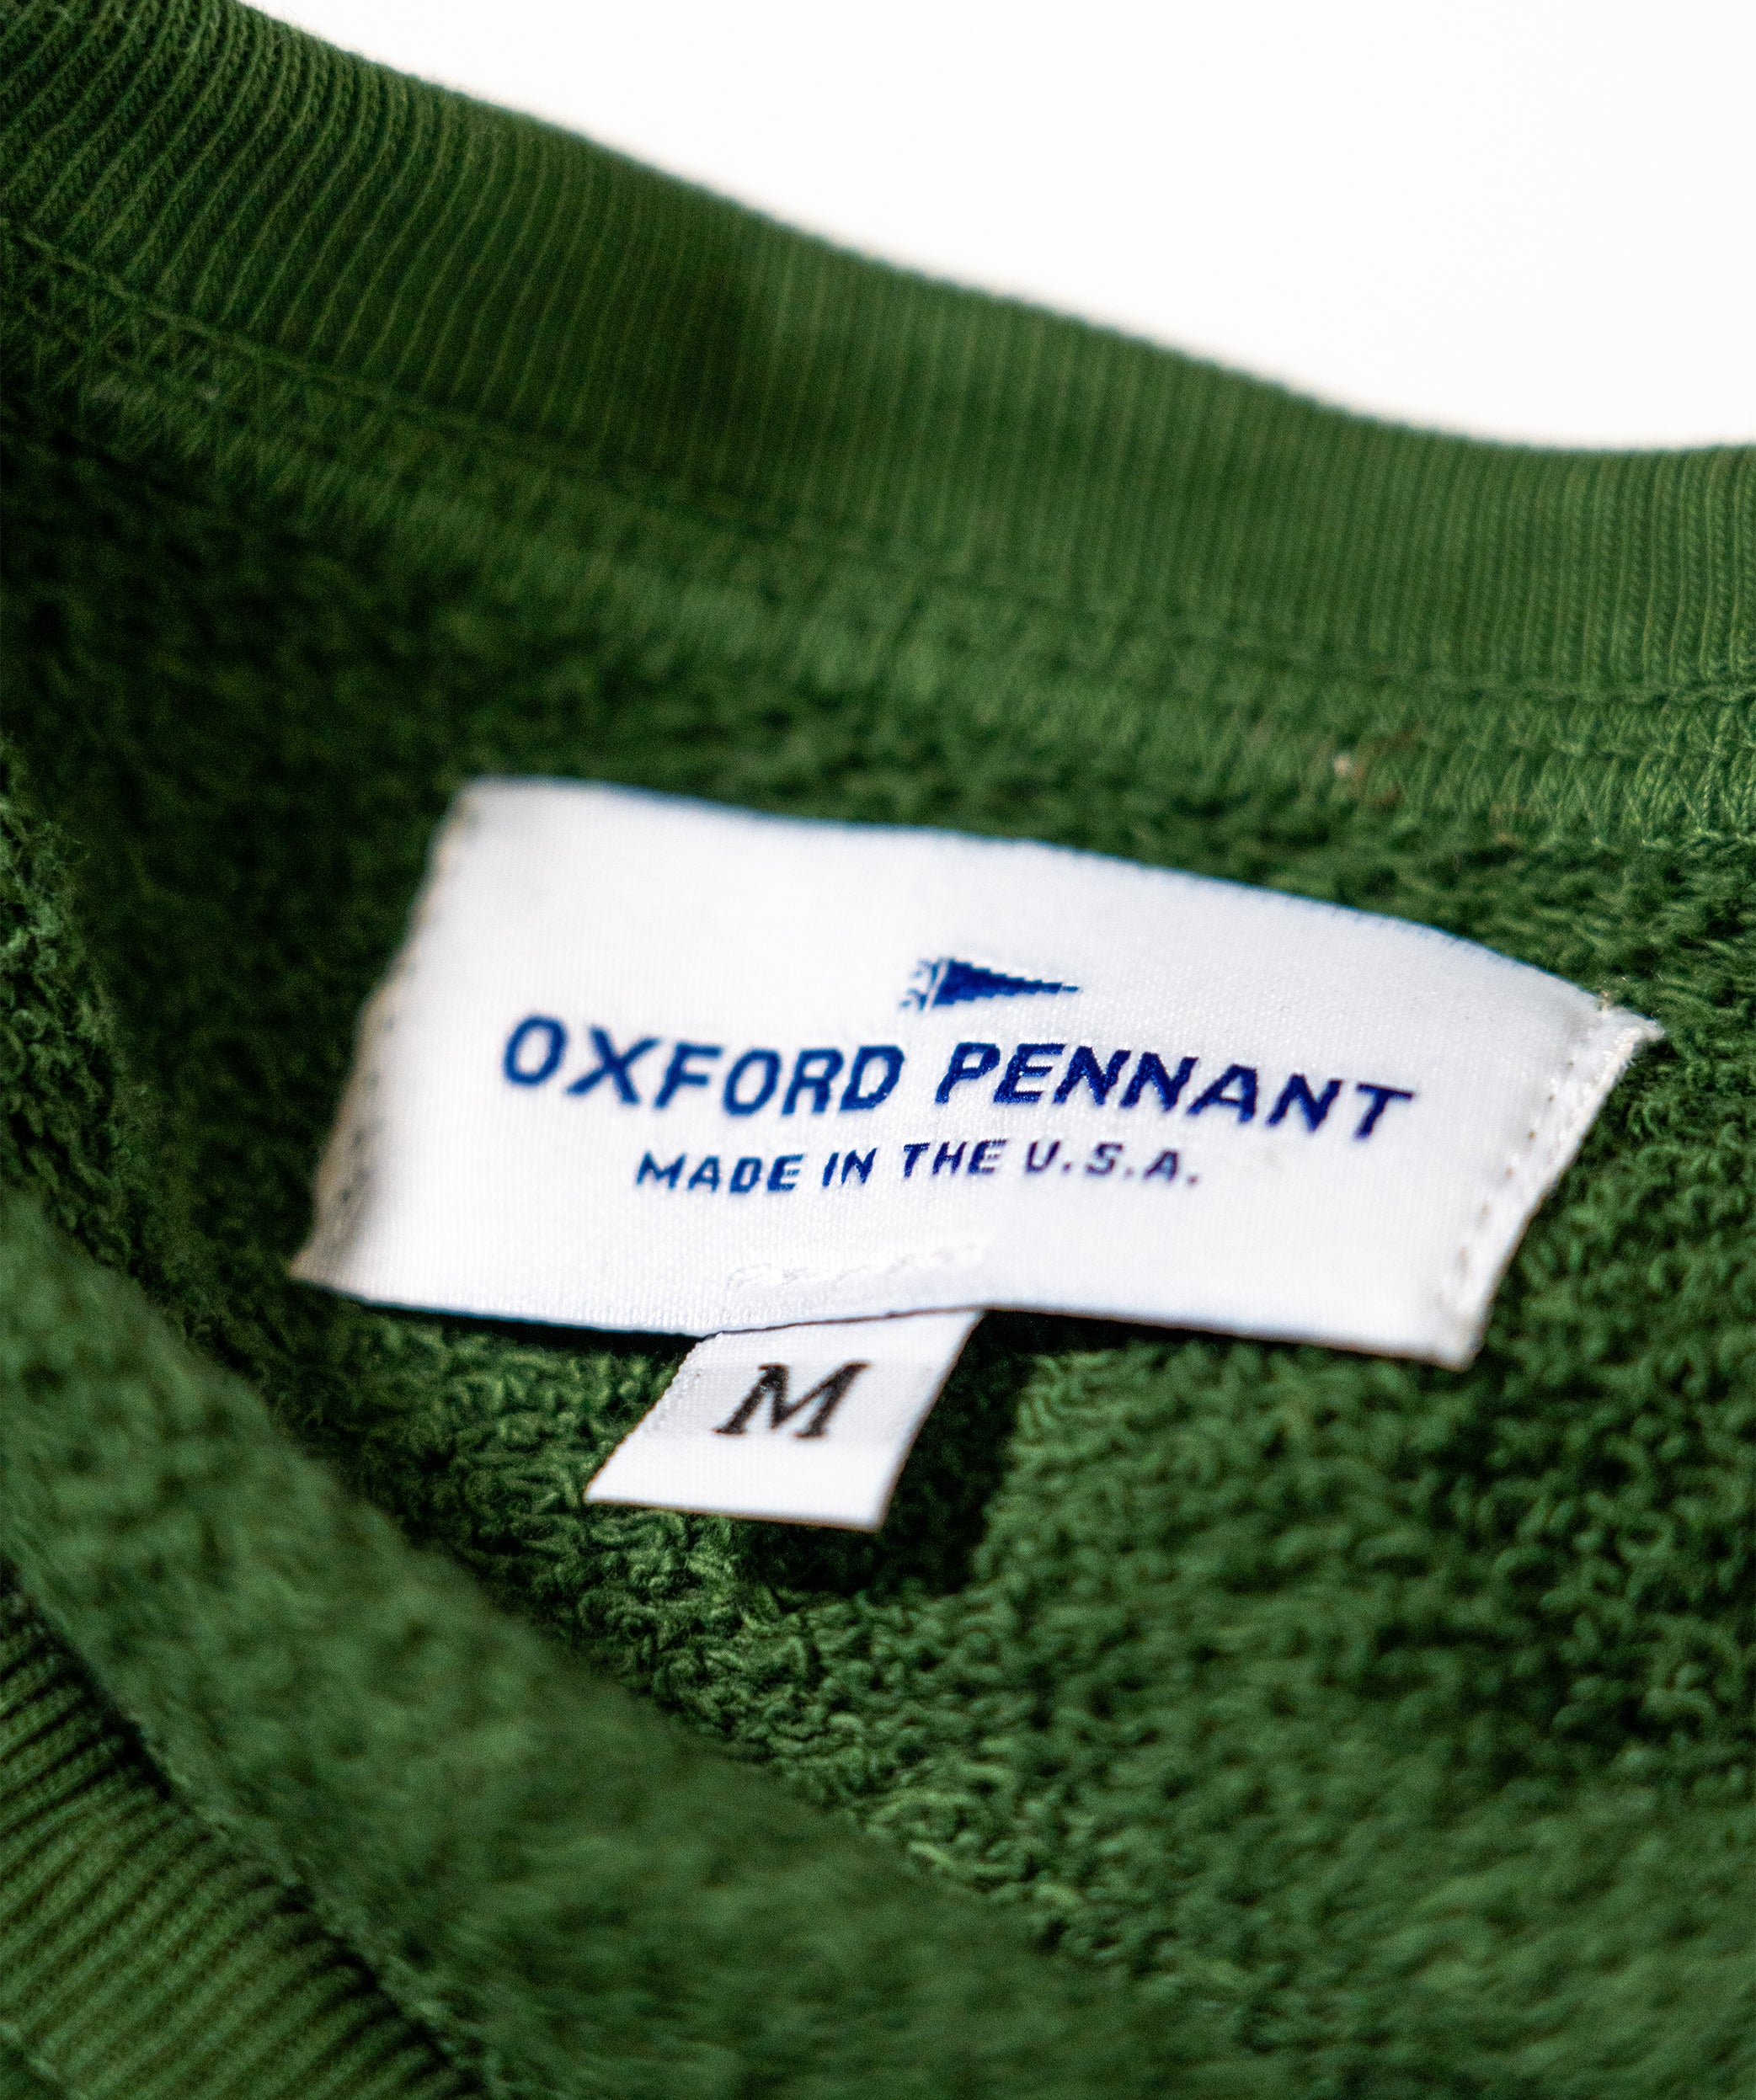 OXFORD PENNANT
MADE IN THE U.S.A.
M